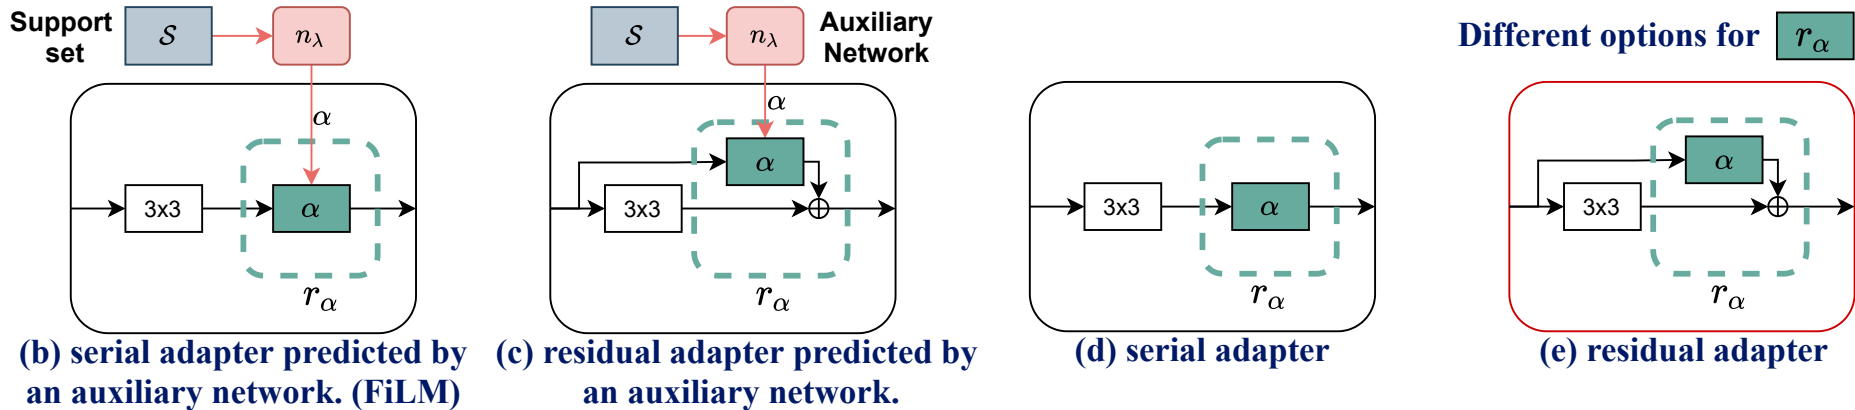 Support
set
𝒮
n_λ
α
3x3
α
r_α
(b) serial adapter predicted by
an auxiliary network. (FiLM)
𝒮
n_λ
Auxiliary
Network
α
α
3x3
r_α
(c) residual adapter predicted by
an auxiliary network.
3x3
α
r_α
(d) serial adapter
Different options for r_α
α
3x3
r_α
(e) residual adapter